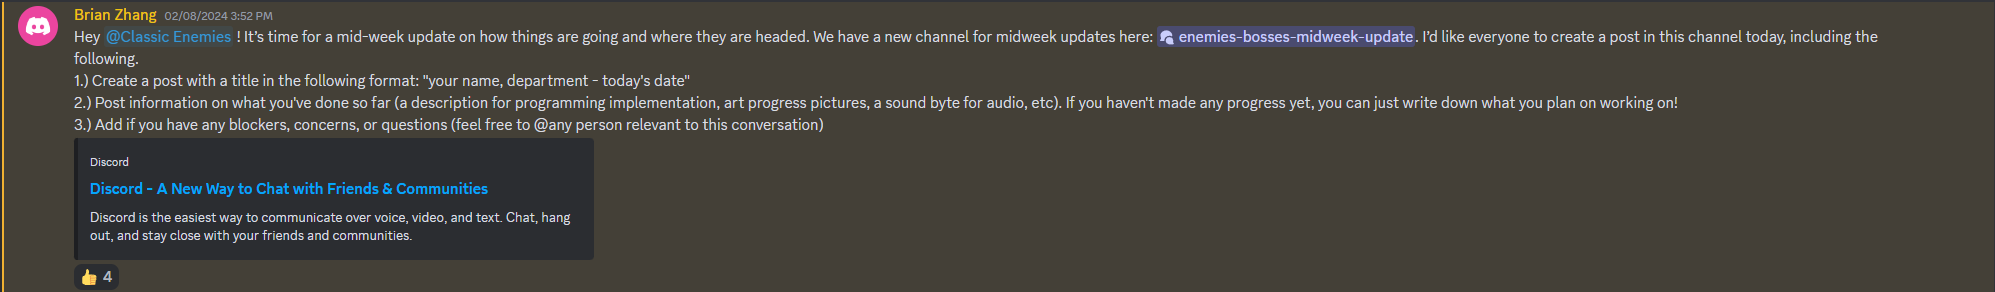 Brian Zhang 02/08/2024 3:52 PM
Hey @Classic Enemies ! It’s time for a mid-week update on how things are going and where they are headed. We have a new channel for midweek updates here: enemies-bosses-midweek-update. I’d like everyone to create a post in this channel today, including the
following.
1.) Create a post with a title in the following format: "your name, department - today's date"
2.) Post information on what you've done so far (a description for programming implementation, art progress pictures, a sound byte for audio, etc). If you haven't made any progress yet, you can just write down what you plan on working on!
3.) Add if you have any blockers, concerns, or questions (feel free to @any person relevant to this conversation)
Discord
Discord - A New Way to Chat with Friends & Communities
Discord is the easiest way to communicate over voice, video, and text. Chat, hang
out, and stay close with your friends and communities.
4